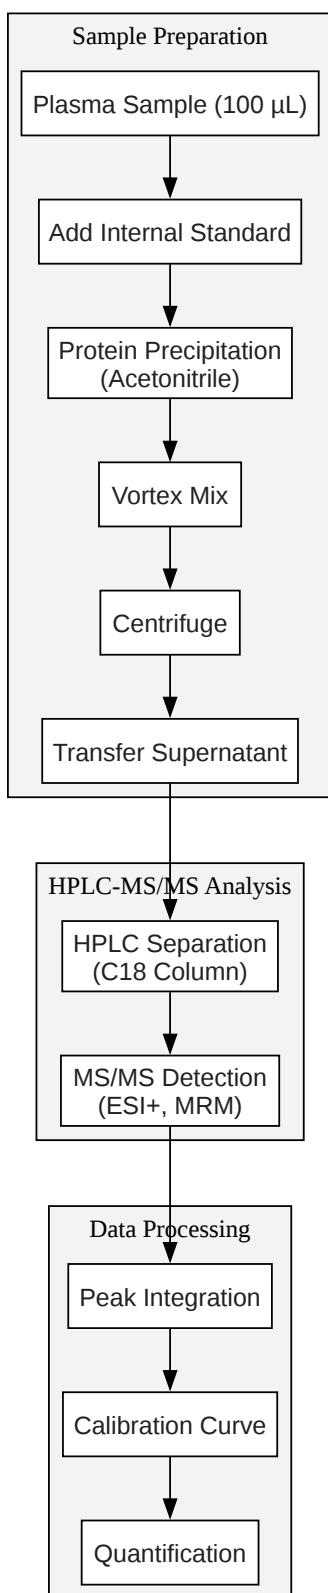 Sample Preparation
Plasma Sample (100 µL)
Add Internal Standard
Protein Precipitation
(Acetonitrile)
Vortex Mix
Centrifuge
Transfer Supernatant
HPLC-MS/MS Analysis
HPLC Separation
(C18 Column)
MS/MS Detection
(ESI+, MRM)
Data Processing
Peak Integration
Calibration Curve
Quantification